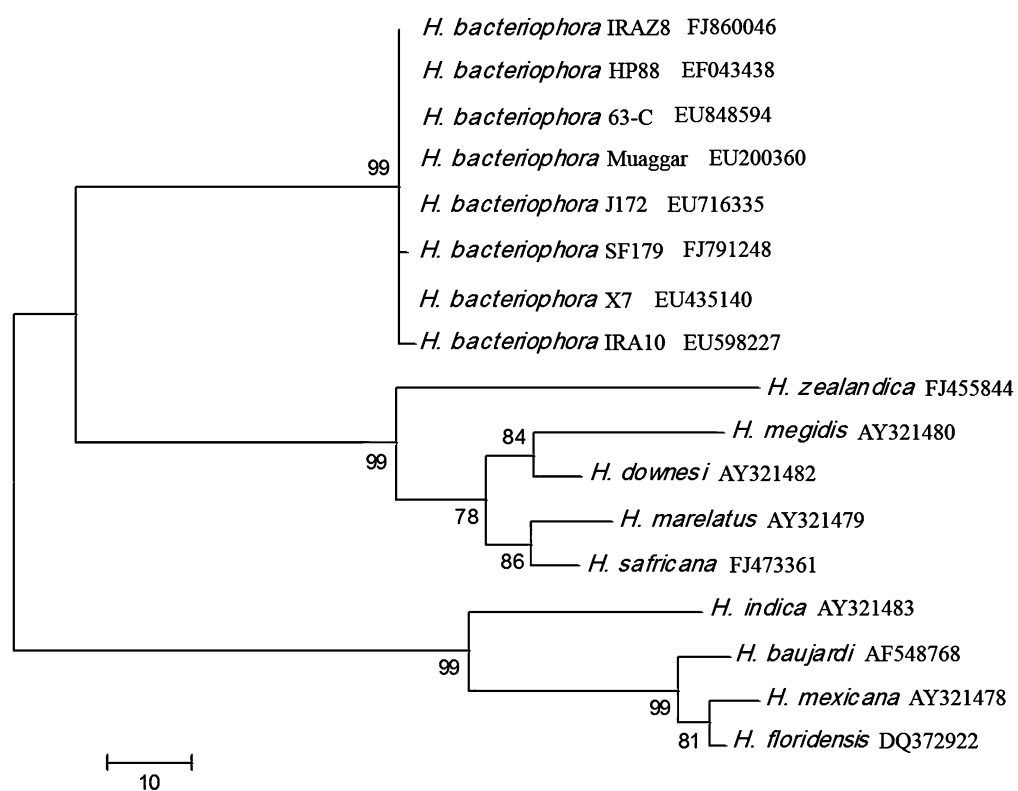 H. bacteriophora IRAZ8 FJ860046
H. bacteriophora HP88 EF043438
H. bacteriophora 63-C EU848594
99
H. bacteriophora Muaggar EU200360
H. bacteriophora J172 EU716335
H. bacteriophora SF179 FJ791248
H. bacteriophora X7 EU435140
H. bacteriophora IRA10 EU598227
H. zealandica FJ455844
84
H. megidis AY321480
99
H. downesi AY321482
78
H. marelatus AY321479
86
H. safricana FJ473361
H. indica AY321483
99
H. baujardi AF548768
99
H. mexicana AY321478
81
H. floridensis DQ372922
10